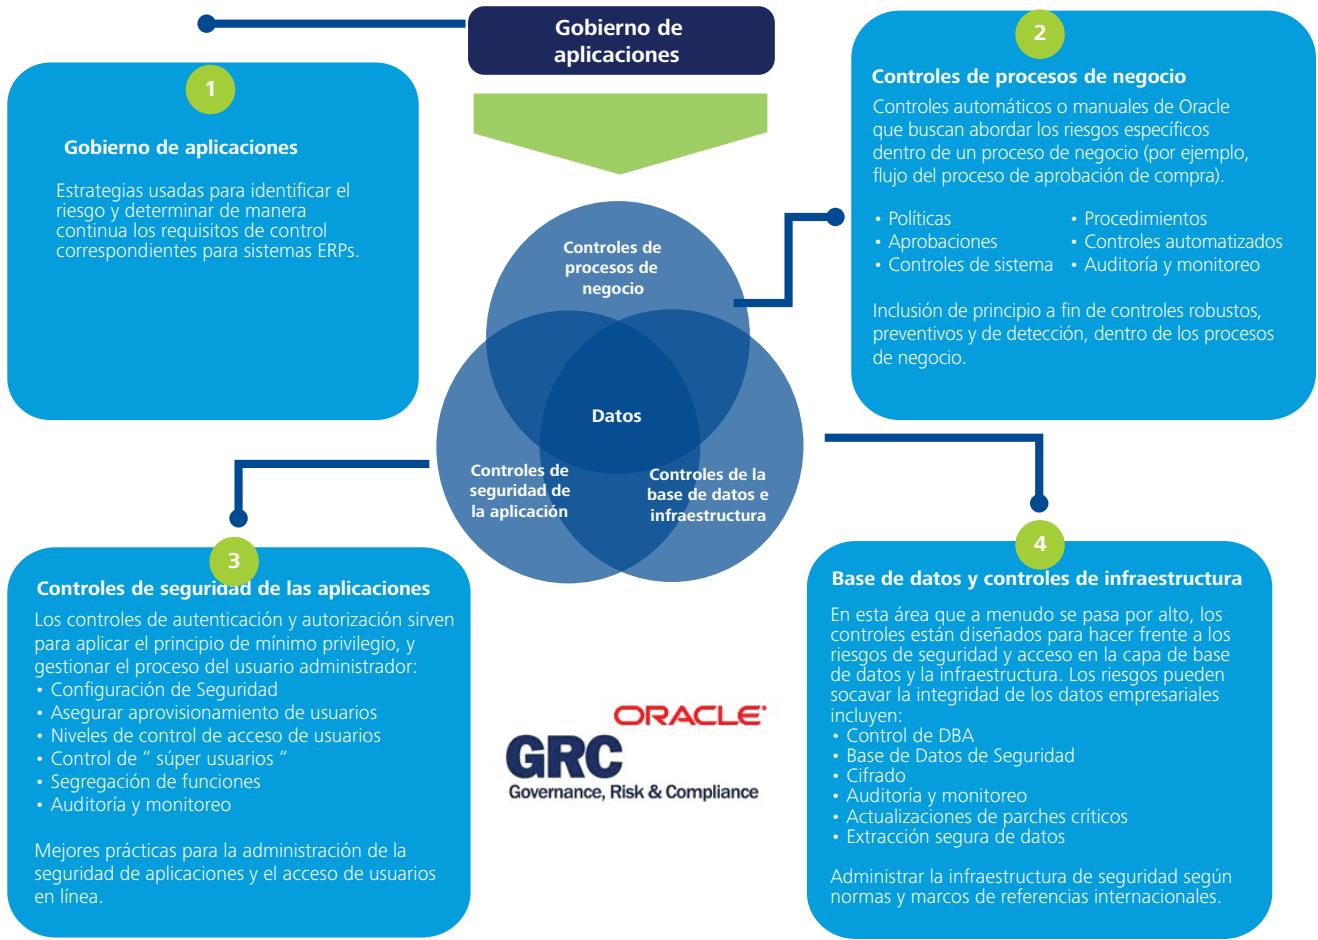 Gobierno de
aplicaciones
1
Gobierno de aplicaciones
Estrategias usadas para identificar el
riesgo y determinar de manera
continua los requisitos de control
correspondientes para sistemas ERPs.
2
Controles de procesos de negocio
Controles automáticos o manuales de Oracle
que buscan abordar los riesgos específicos
dentro de un proceso de negocio (por ejemplo,
flujo del proceso de aprobación de compra).
• Políticas
• Aprobaciones
• Controles de sistema
• Procedimientos
• Controles automatizados
• Auditoría y monitoreo
Inclusión de principio a fin de controles robustos,
preventivos y de detección, dentro de los procesos
de negocio.
Controles de
procesos de
negocio
Datos
Controles de
seguridad de
la aplicación
Controles de la
base de datos e
infraestructura
3
Controles de seguridad de las aplicaciones
Los controles de autenticación y autorización sirven
para aplicar el principio de mínimo privilegio, y
gestionar el proceso del usuario administrador:
• Configuración de Seguridad
• Asegurar aprovisionamiento de usuarios
• Niveles de control de acceso de usuarios
• Control de “ súper usuarios “
• Segregación de funciones
• Auditoría y monitoreo
Mejores prácticas para la administración de la
seguridad de aplicaciones y el acceso de usuarios
en línea.
ORACLE
GRC
Governance, Risk & Compliance
4
Base de datos y controles de infraestructura
En esta área que a menudo se pasa por alto, los
controles están diseñados para hacer frente a los
riesgos de seguridad y acceso en la capa de base
de datos y la infraestructura. Los riesgos pueden
socavar la integridad de los datos empresariales
incluyen:
• Control de DBA
• Base de Datos de Seguridad
• Cifrado
• Auditoría y monitoreo
• Actualizaciones de parches críticos
• Extracción segura de datos
Administrar la infraestructura de seguridad según
normas y marcos de referencias internacionales.